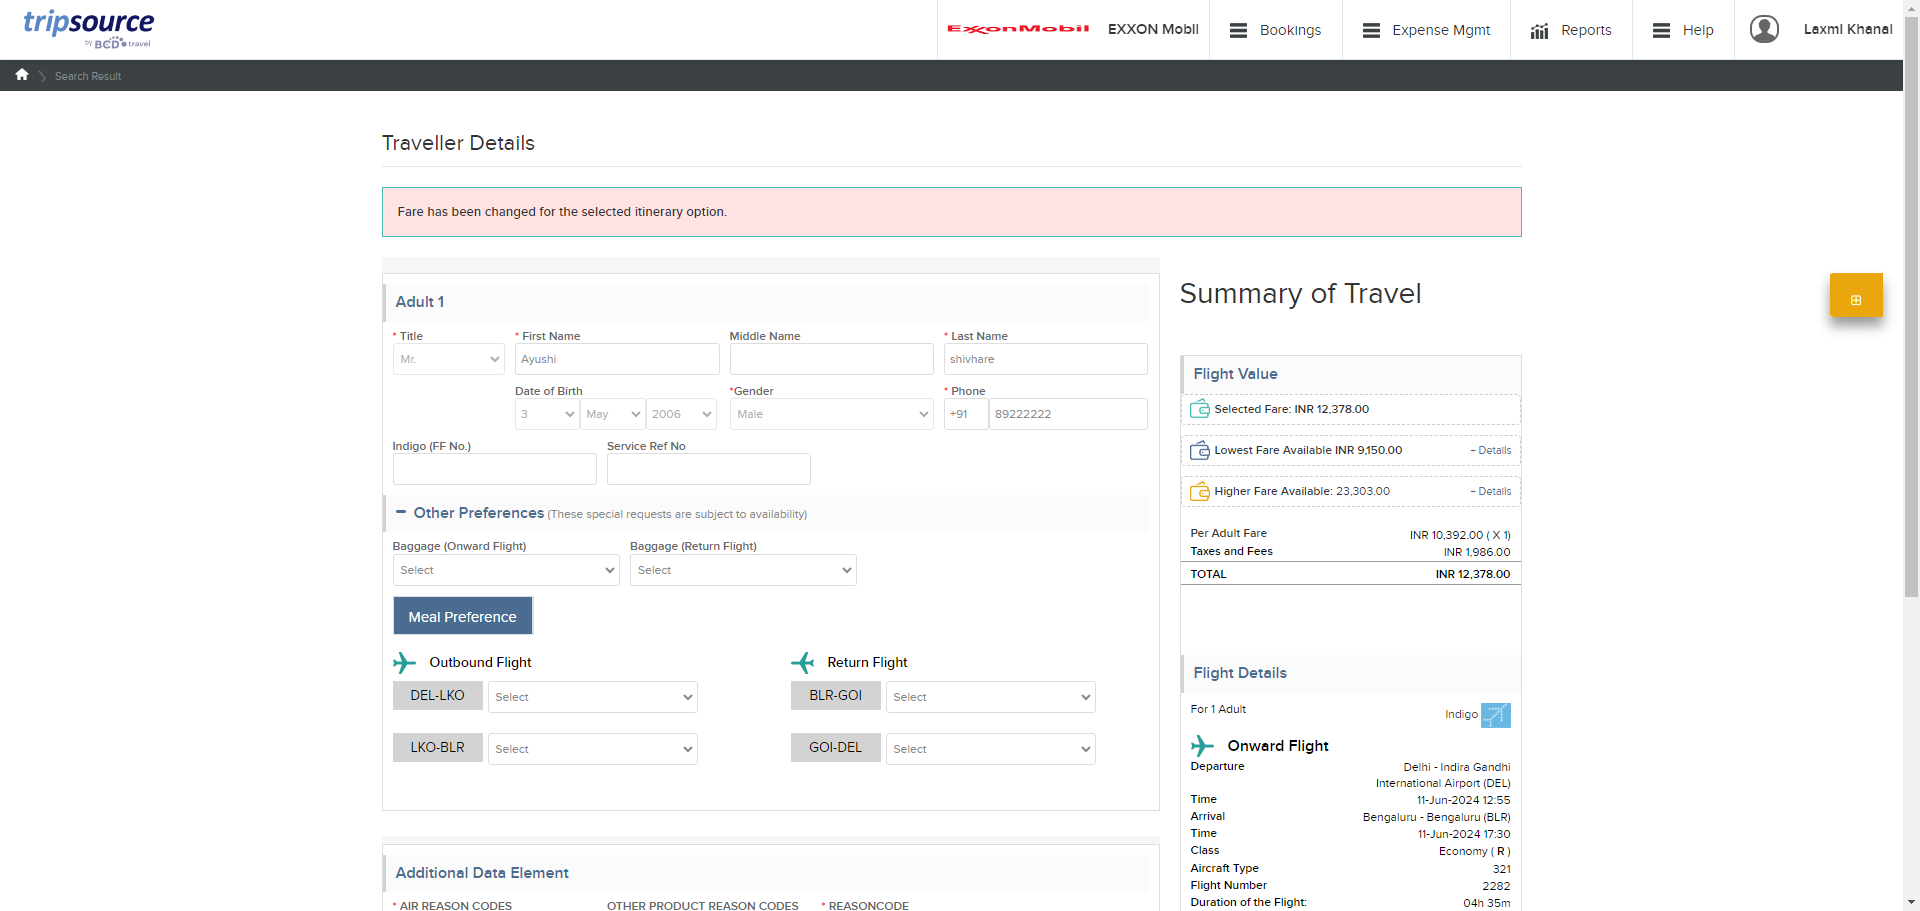 tripsource
by BCD travel
ExxonMobil
EXXON Mobil
Bookings
Expense Mgmt
Reports
Help
Laxmi Khanal
Search Result
Traveller Details
Fare has been changed for the selected itinerary option.
Adult 1
* Title
* First Name
Middle Name
* Last Name
Mr.
Ayushi
shivhare
Date of Birth
*Gender
* Phone
3
May
2006
Male
+91
89222222
Indigo (FF No.)
Service Ref No
Other Preferences (These special requests are subject to availability)
Baggage (Onward Flight)
Baggage (Return Flight)
Select
Select
Meal Preference
Outbound Flight
Return Flight
DEL-LKO
Select
BLR-GOI
Select
LKO-BLR
Select
GOI-DEL
Select
Additional Data Element
* AIR REASON CODES
OTHER PRODUCT REASON CODES
* REASONCODE
Summary of Travel
Flight Value
Selected Fare: INR 12,378.00
Lowest Fare Available INR 9,150.00
+ Details
Higher Fare Available: 23,303.00
+ Details
Per Adult Fare
INR 10,392.00 ( X 1)
Taxes and Fees
INR 1,986.00
TOTAL
INR 12,378.00
Flight Details
For 1 Adult
Indigo
Onward Flight
Departure
Delhi - Indira Gandhi
International Airport (DEL)
Time
11-Jun-2024 12:55
Arrival
Bengaluru - Bengaluru (BLR)
Time
11-Jun-2024 17:30
Class
Economy ( R )
Aircraft Type
321
Flight Number
2282
Duration of the Flight:
04h 35m